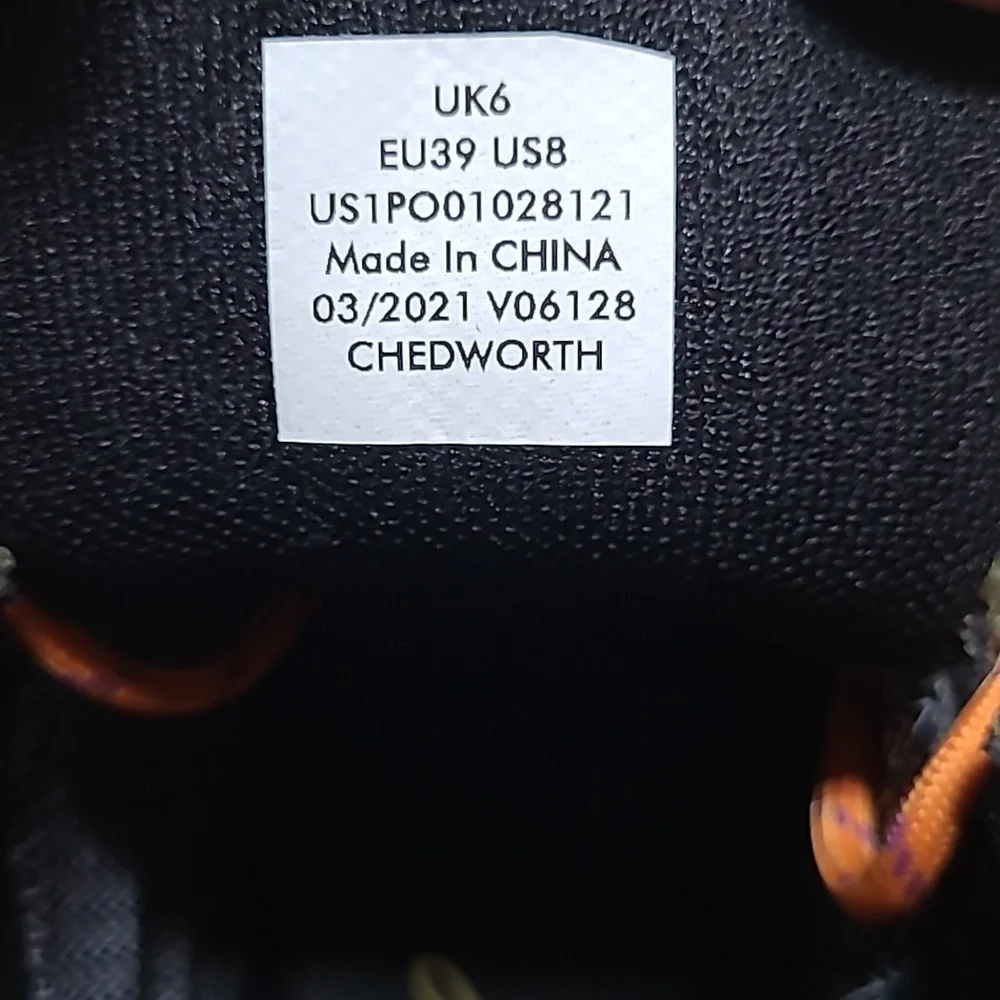 UK6
EU39 US8
US1PO01028121
Made In CHINA
03/2021 V06128
CHEDWORTH